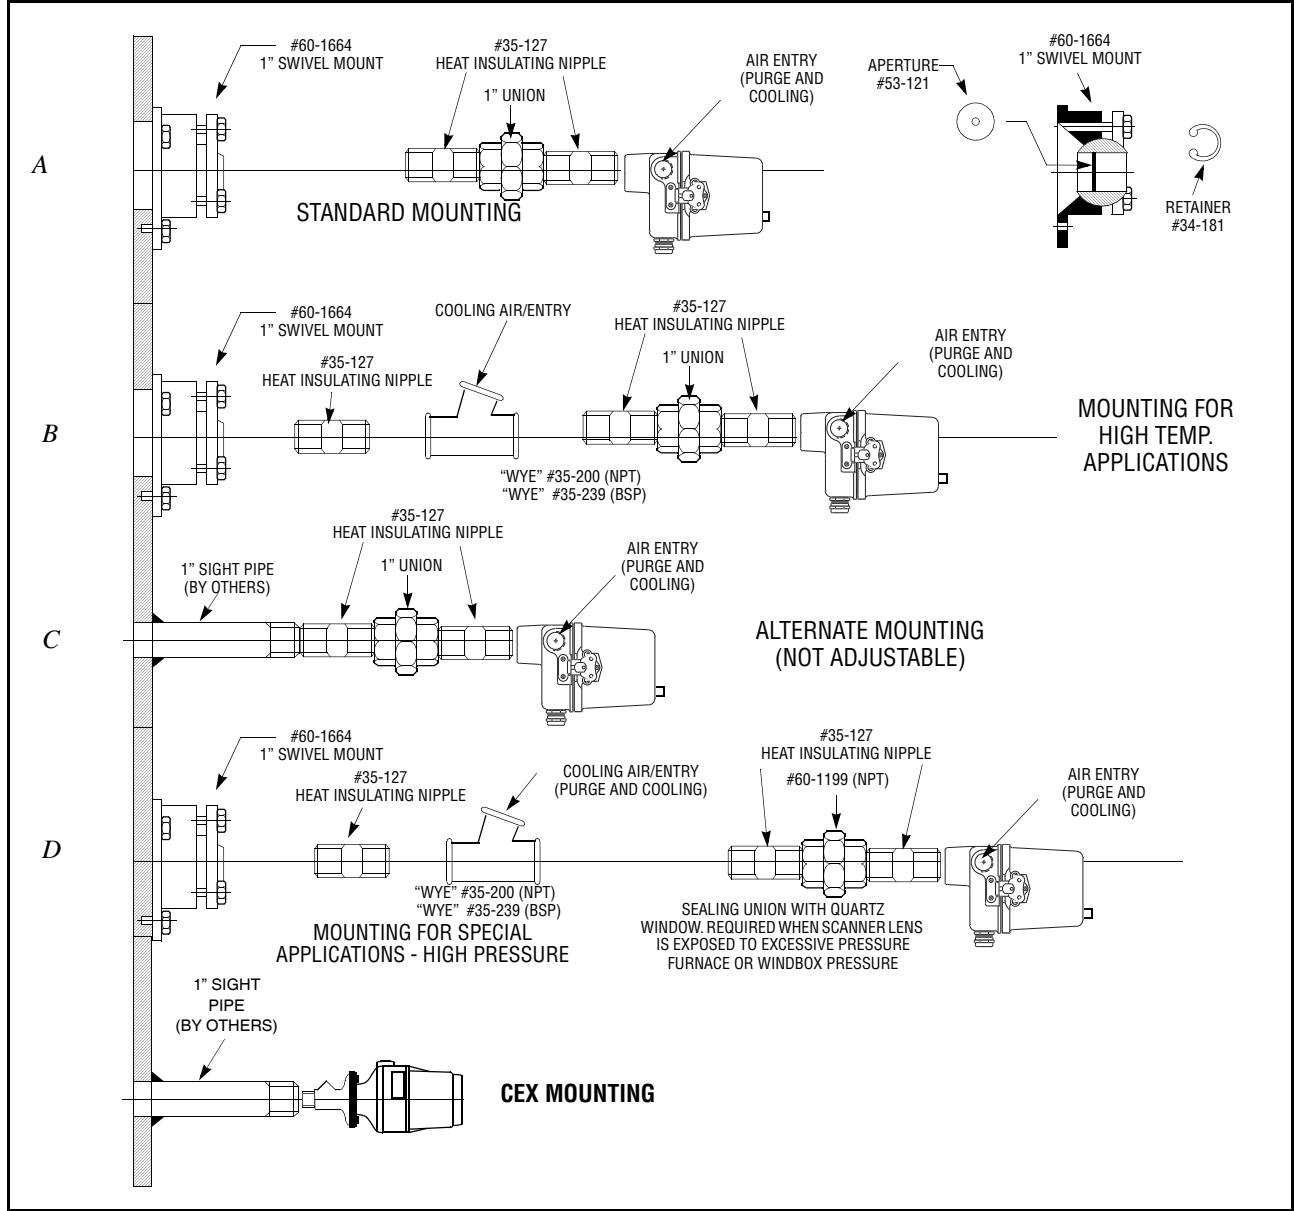 #60-1664
1” SWIVEL MOUNT
#35-127
HEAT INSULATING NIPPLE
1” UNION
AIR ENTRY
(PURGE AND
COOLING)
APERTURE
#53-121
#60-1664
1” SWIVEL MOUNT
RETAINER
#34-181
A
STANDARD MOUNTING
#60-1664
1” SWIVEL MOUNT
#35-127
HEAT INSULATING NIPPLE
COOLING AIR/ENTRY
#35-127
HEAT INSULATING NIPPLE
1” UNION
AIR ENTRY
(PURGE AND
COOLING)
B
“WYE” #35-200 (NPT)
“WYE” #35-239 (BSP)
MOUNTING FOR
HIGH TEMP.
APPLICATIONS
1” SIGHT PIPE
(BY OTHERS)
#35-127
HEAT INSULATING NIPPLE
1” UNION
AIR ENTRY
(PURGE AND
COOLING)
C
ALTERNATE MOUNTING
(NOT ADJUSTABLE)
#60-1664
1” SWIVEL MOUNT
#35-127
HEAT INSULATING NIPPLE
COOLING AIR/ENTRY
(PURGE AND COOLING)
#35-127
HEAT INSULATING NIPPLE
#60-1199 (NPT)
AIR ENTRY
(PURGE AND
COOLING)
D
“WYE” #35-200 (NPT)
“WYE” #35-239 (BSP)
MOUNTING FOR SPECIAL
APPLICATIONS - HIGH PRESSURE
SEALING UNION WITH QUARTZ
WINDOW. REQUIRED WHEN SCANNER LENS
IS EXPOSED TO EXCESSIVE PRESSURE
FURNACE OR WINDBOX PRESSURE
1” SIGHT
PIPE
(BY OTHERS)
CEX MOUNTING